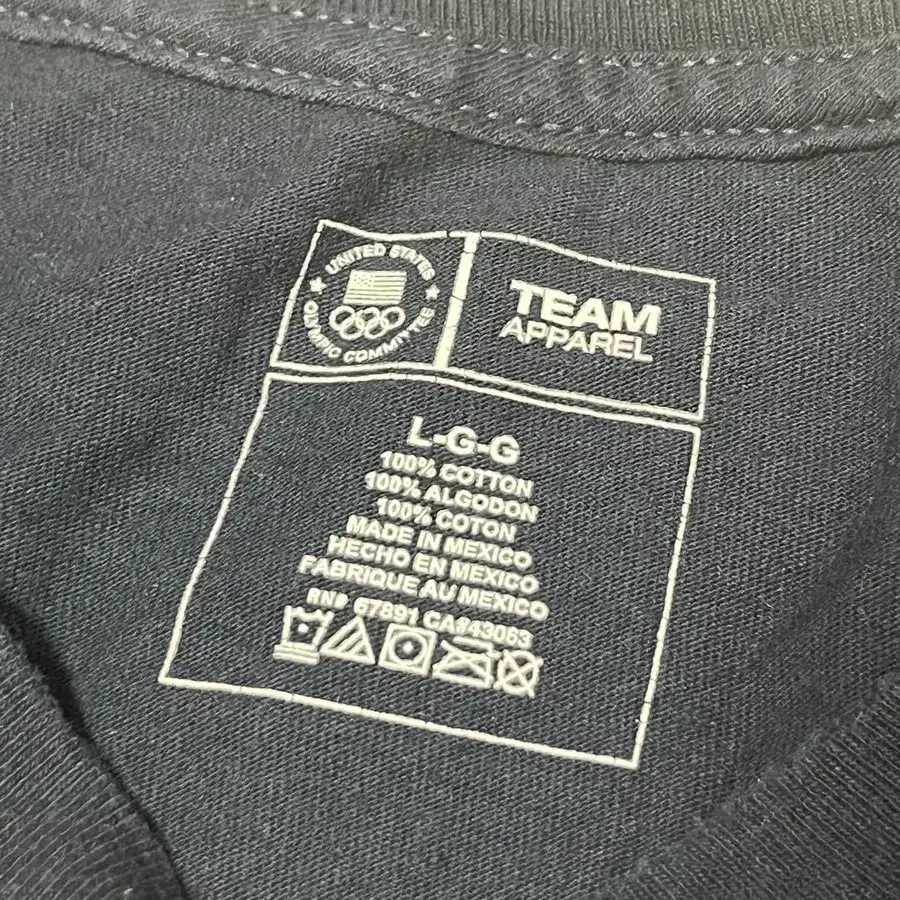 UNITED STATES
OLYMPIC COMMITTEE
TEAM
APPAREL
L-G-G
100% COTTON
100% ALGODON
100% COTON
MADE IN MEXICO
HECHO EN MEXICO
FABRIQUE AU MEXICO
RN# 67891 CA#43063